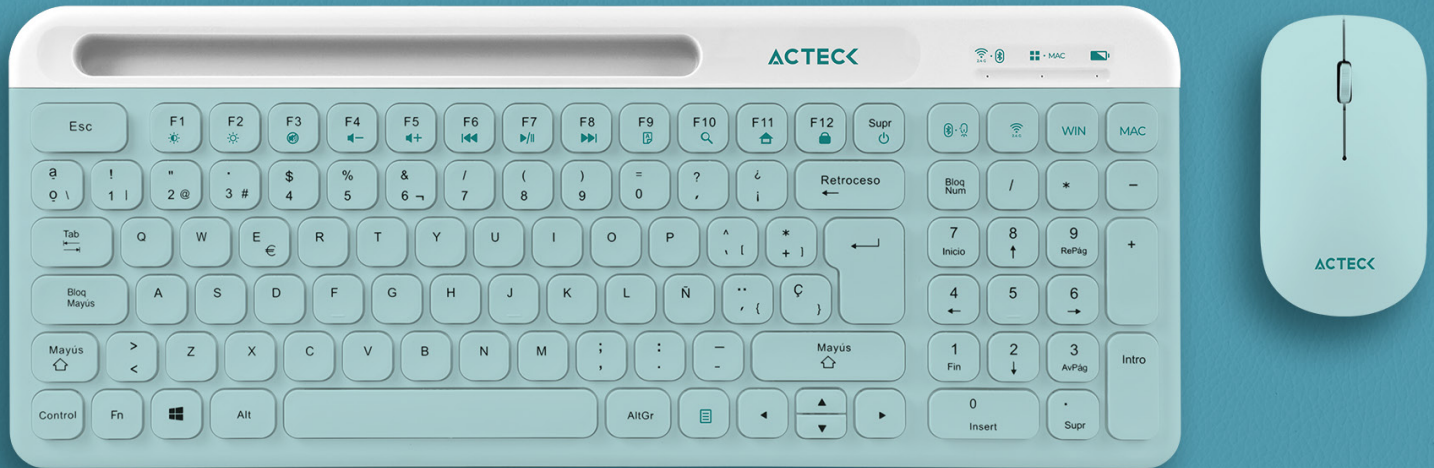 ACTECK
2.4G
· MAC
Esc F1 F2 F3 F4 F5 F6 F7 F8 F9 F10 F11 F12 Supr
A
WIN MAC
ª º \
! 1 |
" 2 @
· 3 #
$ 4
% 5
& 6 ¬
/ 7
( 8
) 9
= 0
? '
¿ ¡
Retroceso
Bloq Num
/ * −
Tab Q W E € R T Y U I O P
^ ` [
* + ]
7 Inicio
8
9 RePág
+
Bloq Mayús A S D F G H J K L Ñ
¨ ´ {
Ç }
4 5 6
Mayús
> <
Z X C V B N M
; ,
: .
_ -
Mayús
1 Fin
2
3 AvPág
Intro
Control Fn Alt AltGr
0 Insert
. Supr
ACTECK